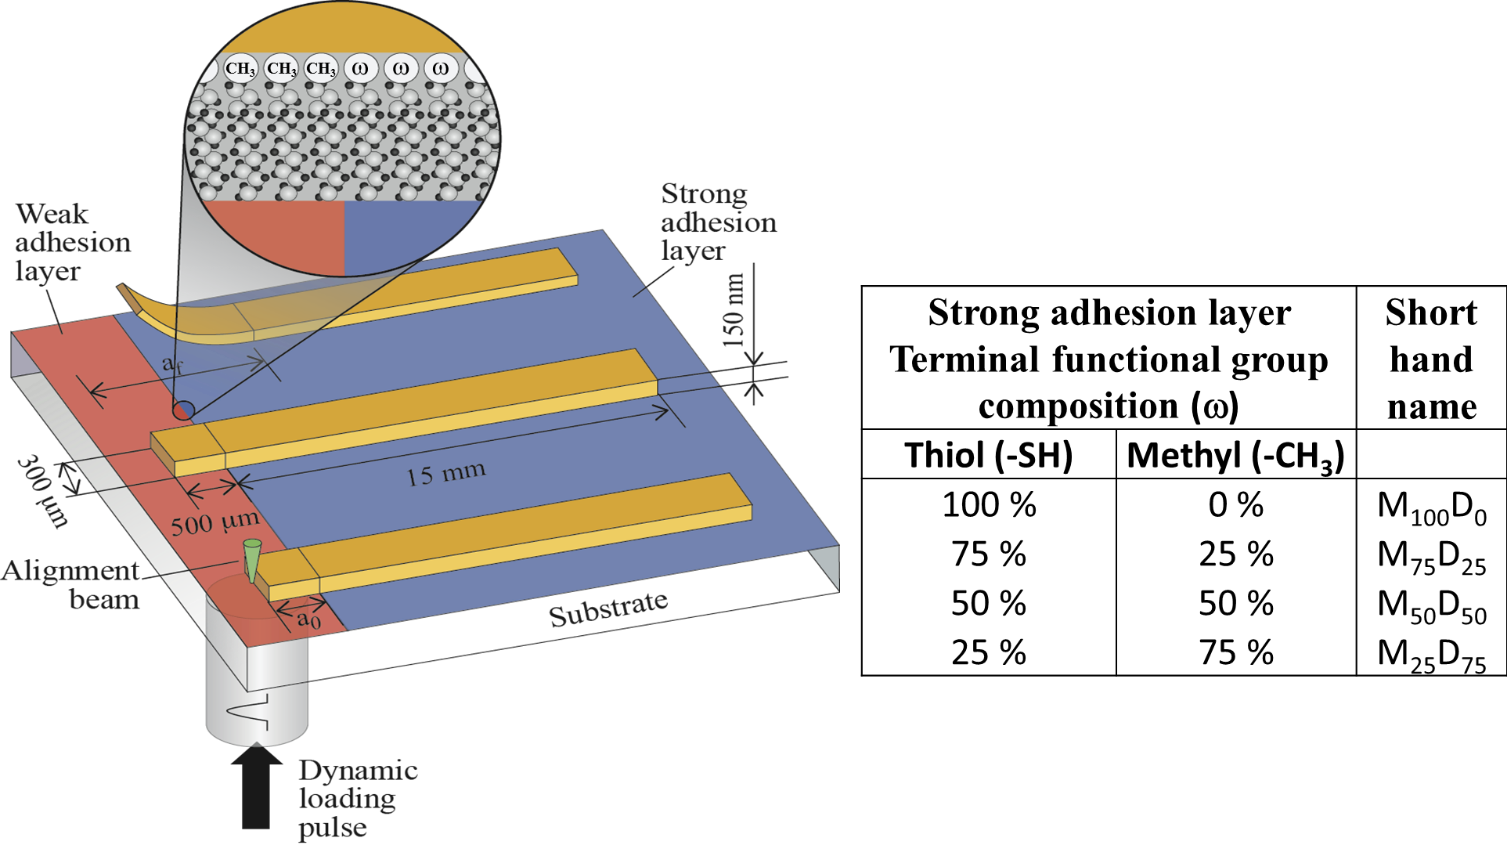 CH₃ CH₃ CH₃ ω ω ω
Weak
adhesion
layer
Strong
adhesion
layer
150 nm
a_f
300 μm
15 mm
500 μm
Alignment
beam
a₀
Substrate
Dynamic
loading
pulse
Strong adhesion layer
Terminal functional group
composition (ω)
Short
hand
name
Thiol (-SH) Methyl (-CH₃)
100 % 0 % M₁₀₀D₀
75 % 25 % M₇₅D₂₅
50 % 50 % M₅₀D₅₀
25 % 75 % M₂₅D₇₅